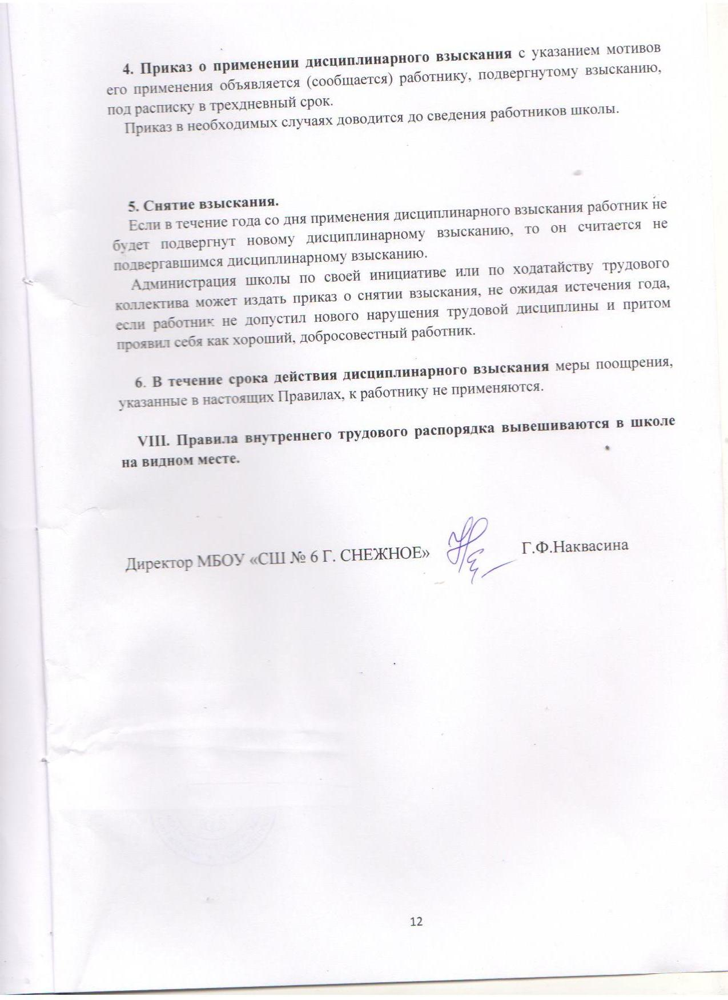 4. Приказ о применении дисциплинарного взыскания с указанием мотивов
его применения объявляется (сообщается) работнику, подвергнутому взысканию,
под расписку в трехдневный срок.
Приказ в необходимых случаях доводится до сведения работников школы.
5. Снятие взыскания.
Если в течение года со дня применения дисциплинарного взыскания работник не
будет подвергнут новому дисциплинарному взысканию, то он считается не
подвергавшимся дисциплинарному взысканию.
Администрация школы по своей инициативе или по ходатайству трудового
коллектива может издать приказ о снятии взыскания, не ожидая истечения года,
если работник не допустил нового нарушения трудовой дисциплины и притом
проявил себя как хороший, добросовестный работник.
6. В течение срока действия дисциплинарного взыскания меры поощрения,
указанные в настоящих Правилах, к работнику не применяются.
VIII. Правила внутреннего трудового распорядка вывешиваются в школе
на видном месте.
Директор МБОУ «СШ № 6 Г. СНЕЖНОЕ» Г.Ф.Наквасина
12